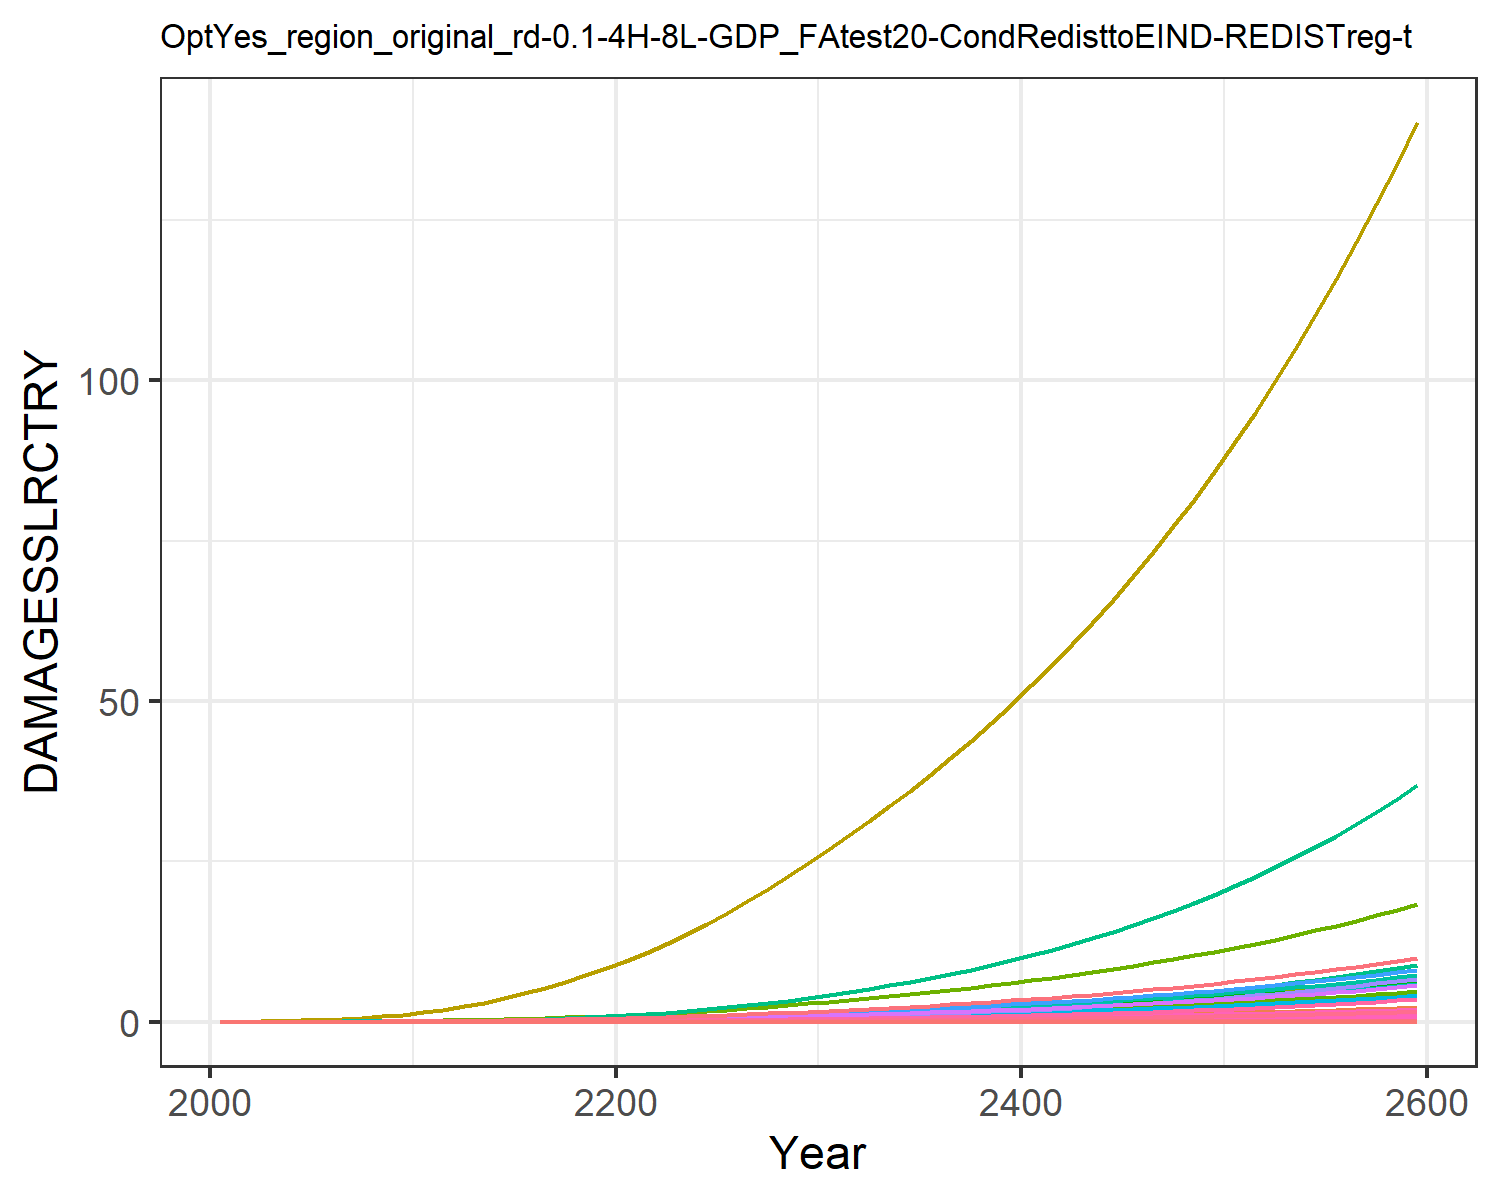 OptYes_region_original_rd-0.1-4H-8L-GDP_FAtest20-CondRedisttoEIND-REDISTreg-t
DAMAGESSLRCTRY
100
50
0
2000
2200
2400
2600
Year